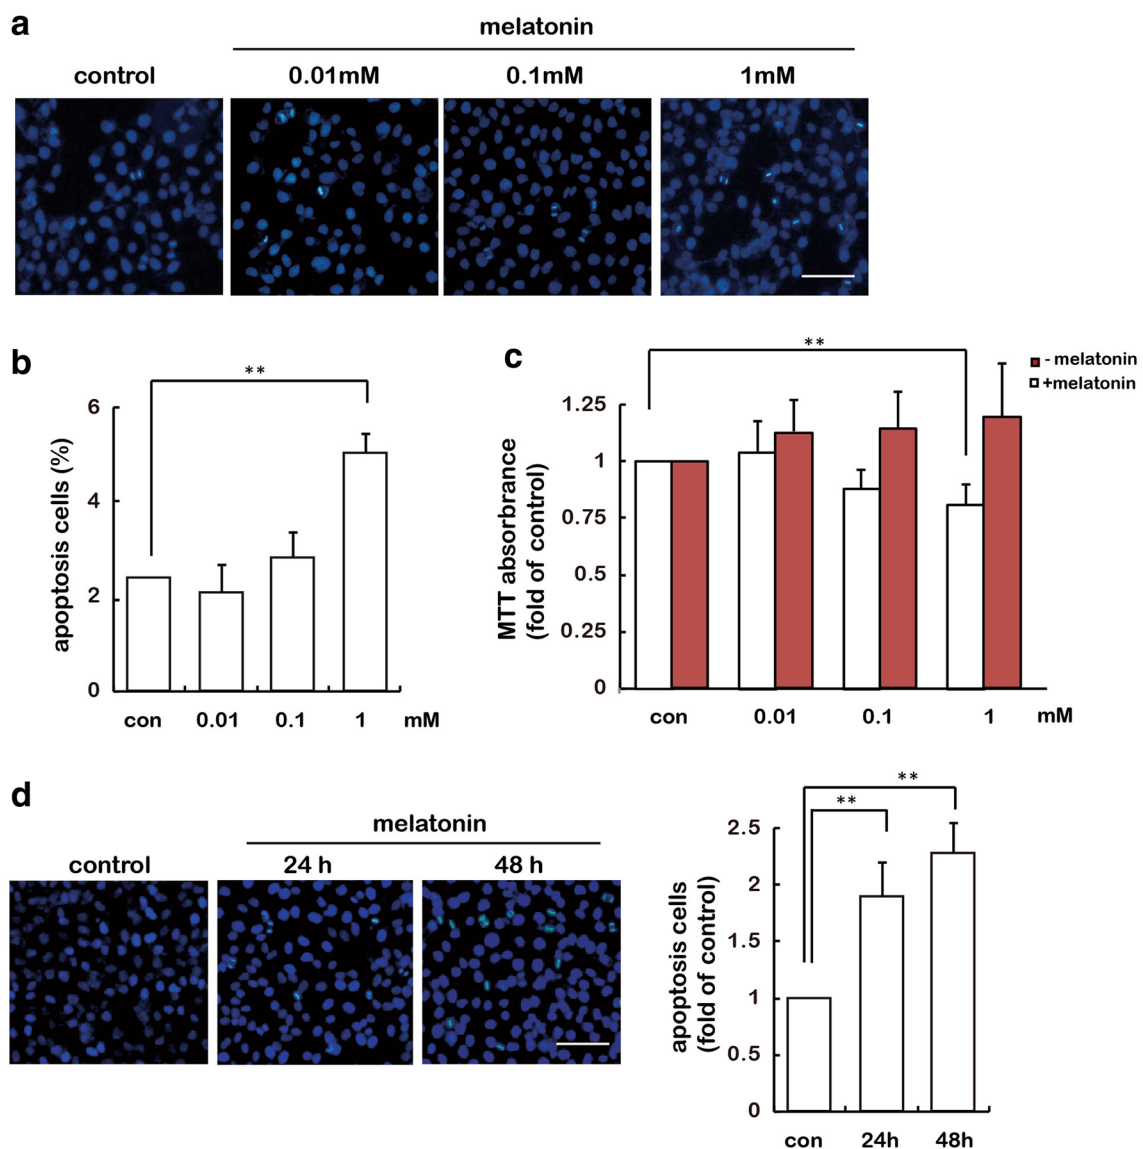 a
melatonin
control 0.01mM 0.1mM 1mM
b
**
6
4
2
0
apoptosis cells (%)
con 0.01 0.1 1 mM
c
**
- melatonin
+melatonin
1.25
1
0.75
0.5
0.25
0
MTT absorbrance
(fold of control)
con 0.01 0.1 1 mM
d
melatonin
control 24 h 48 h
**
**
2.5
2
1.5
1
0.5
0
apoptosis cells
(fold of control)
con 24h 48h